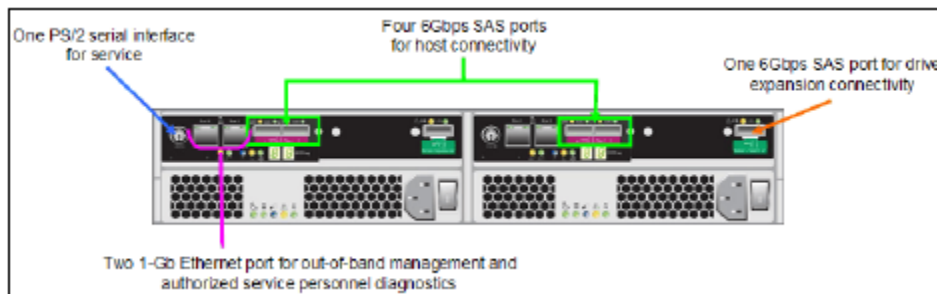 One PS/2 serial interface
for service
Four 6Gbps SAS ports
for host connectivity
One 6Gbps SAS port for drive
expansion connectivity
Two 1-Gb Ethernet port for out-of-band management and
authorized service personnel diagnostics